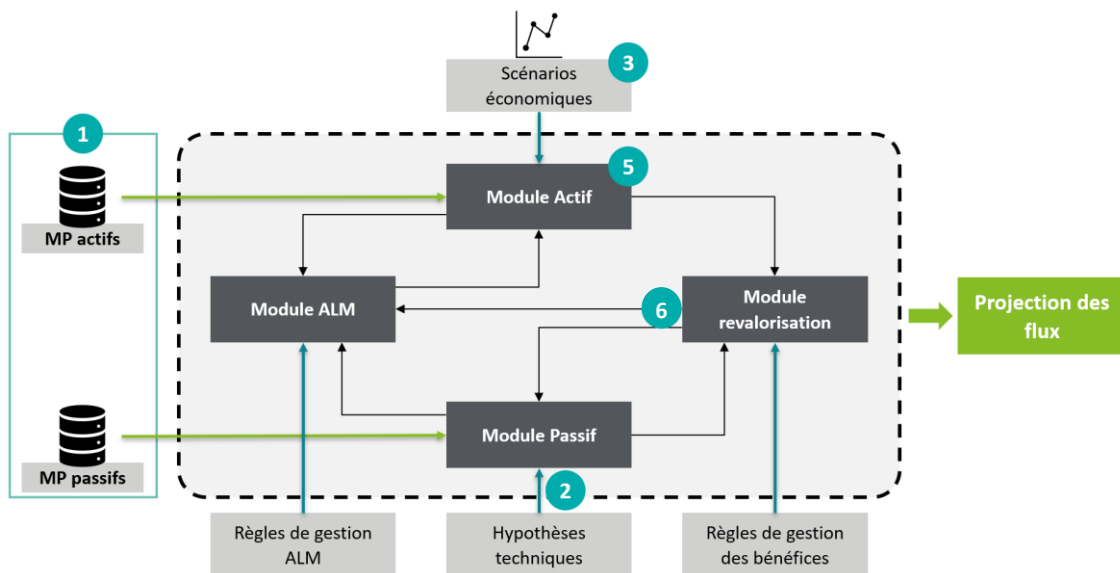 3
Scénarios
économiques
1
5
Module Actif
MP actifs
Module ALM
6
Module
revalorisation
Projection des
flux
Module Passif
MP passifs
2
Règles de gestion
ALM
Hypothèses
techniques
Règles de gestion
des bénéfices